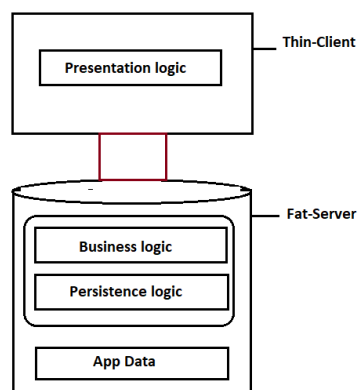 Thin-Client
Presentation logic
Fat-Server
Business logic
Persistence logic
App Data